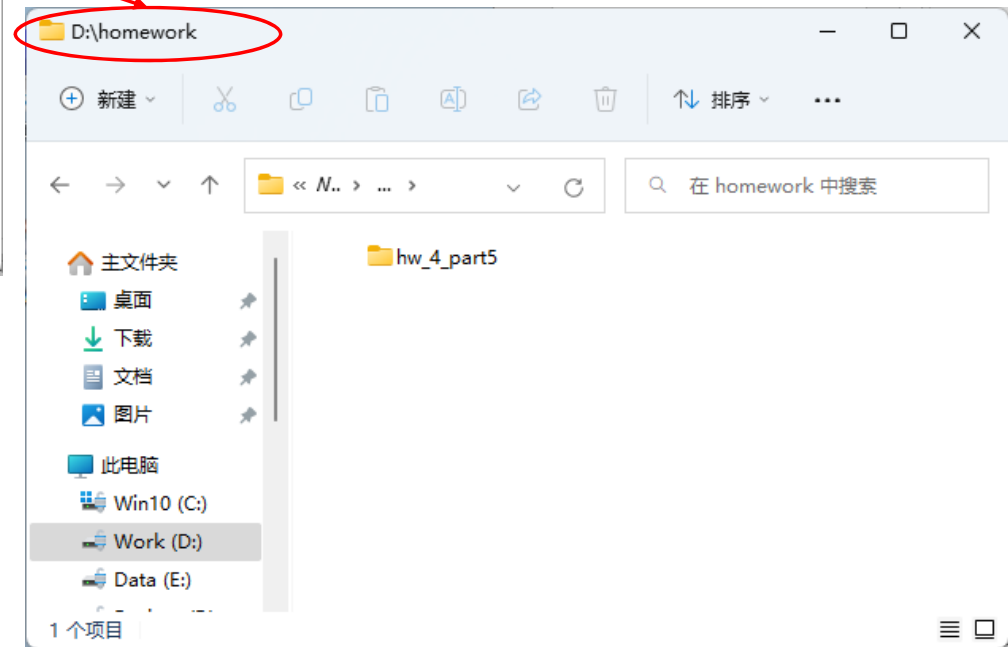 D:\homework
新建
排序
« N.. > ... >
在 homework 中搜索
主文件夹
hw_4_part5
桌面
下载
文档
图片
此电脑
Win10 (C:)
Work (D:)
Data (E:)
1 个项目